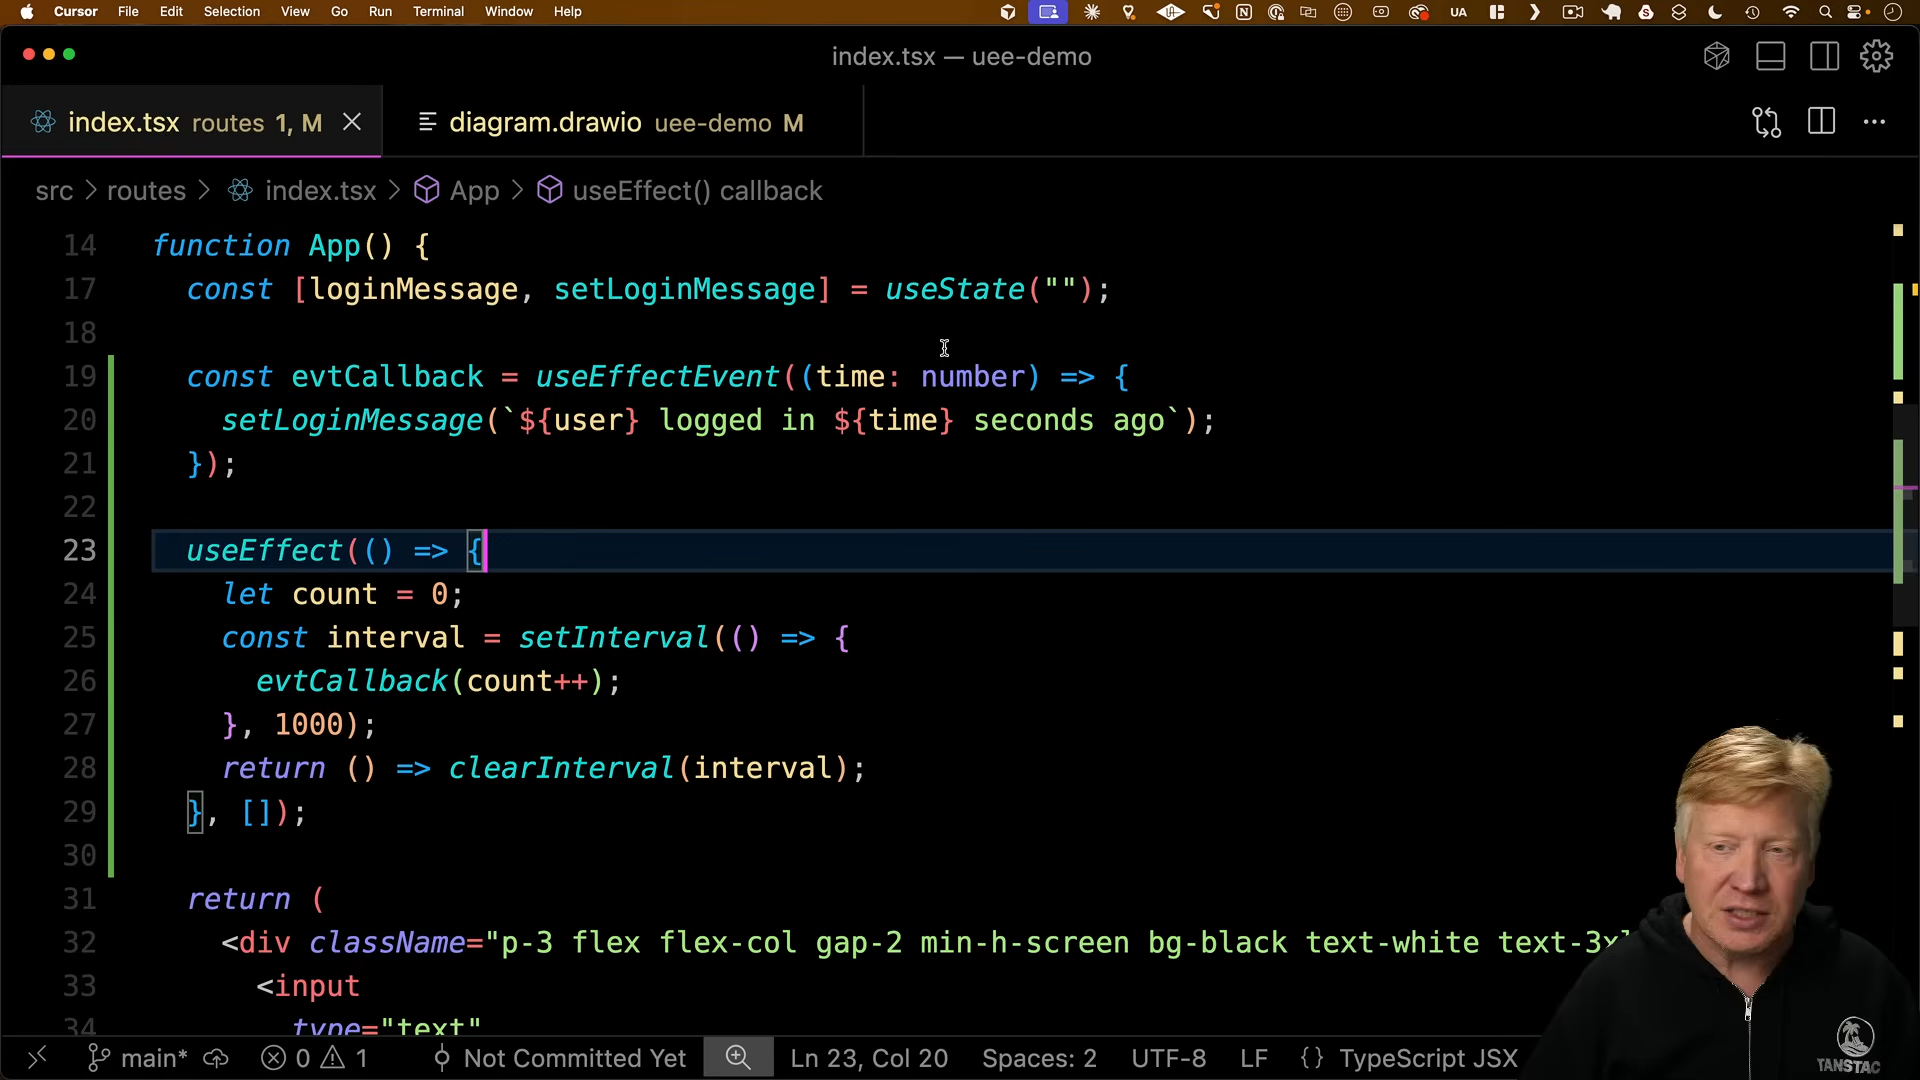 Cursor File Edit Selection View Go Run Terminal Window Help UA
index.tsx — uee-demo
index.tsx routes 1, M diagram.drawio uee-demo M
src > routes > index.tsx > App > useEffect() callback
14 function App() {
17 const [loginMessage, setLoginMessage] = useState("");
18
19 const evtCallback = useEffectEvent((time: number) => {
20 setLoginMessage(`${user} logged in ${time} seconds ago`);
21 });
22
23 useEffect(() => {
24 let count = 0;
25 const interval = setInterval(() => {
26 evtCallback(count++);
27 }, 1000);
28 return () => clearInterval(interval);
29 }, []);
30
31 return (
32 <div className="p-3 flex flex-col gap-2 min-h-screen bg-black text-white text-3xl
33 <input
34 type="text"
main* 0 1 Not Committed Yet Ln 23, Col 20 Spaces: 2 UTF-8 LF {} TypeScript JSX
TANSTAC